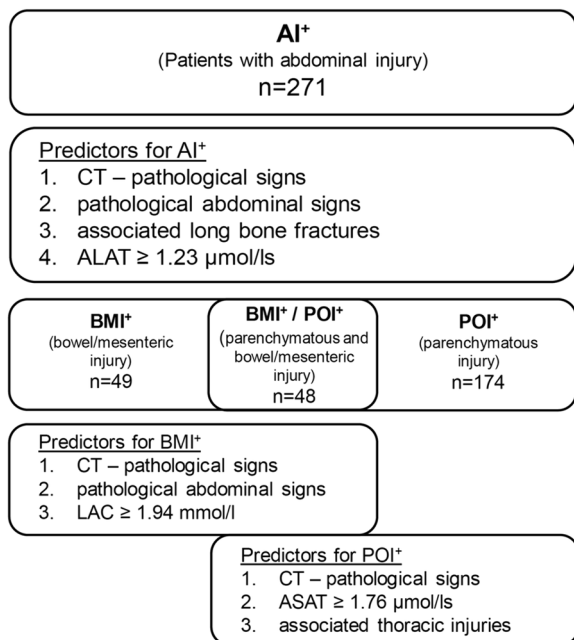 AI⁺
(Patients with abdominal injury)
n=271
Predictors for AI⁺
1. CT – pathological signs
2. pathological abdominal signs
3. associated long bone fractures
4. ALAT ≥ 1.23 µmol/ls
BMI⁺
(bowel/mesenteric
injury)
n=49
BMI⁺ / POI⁺
(parenchymatous and
bowel/mesenteric
injury)
n=48
POI⁺
(parenchymatous
injury)
n=174
Predictors for BMI⁺
1. CT – pathological signs
2. pathological abdominal signs
3. LAC ≥ 1.94 mmol/l
Predictors for POI⁺
1. CT – pathological signs
2. ASAT ≥ 1.76 µmol/ls
3. associated thoracic injuries